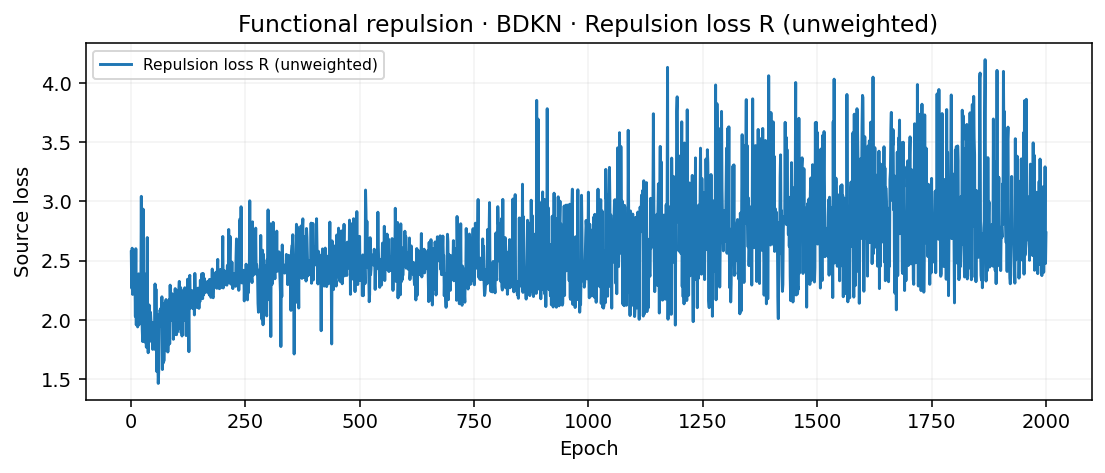 Functional repulsion · BDKN · Repulsion loss R (unweighted)
Repulsion loss R (unweighted)
Source loss
4.0
3.5
3.0
2.5
2.0
1.5
0 250 500 750 1000 1250 1500 1750 2000
Epoch